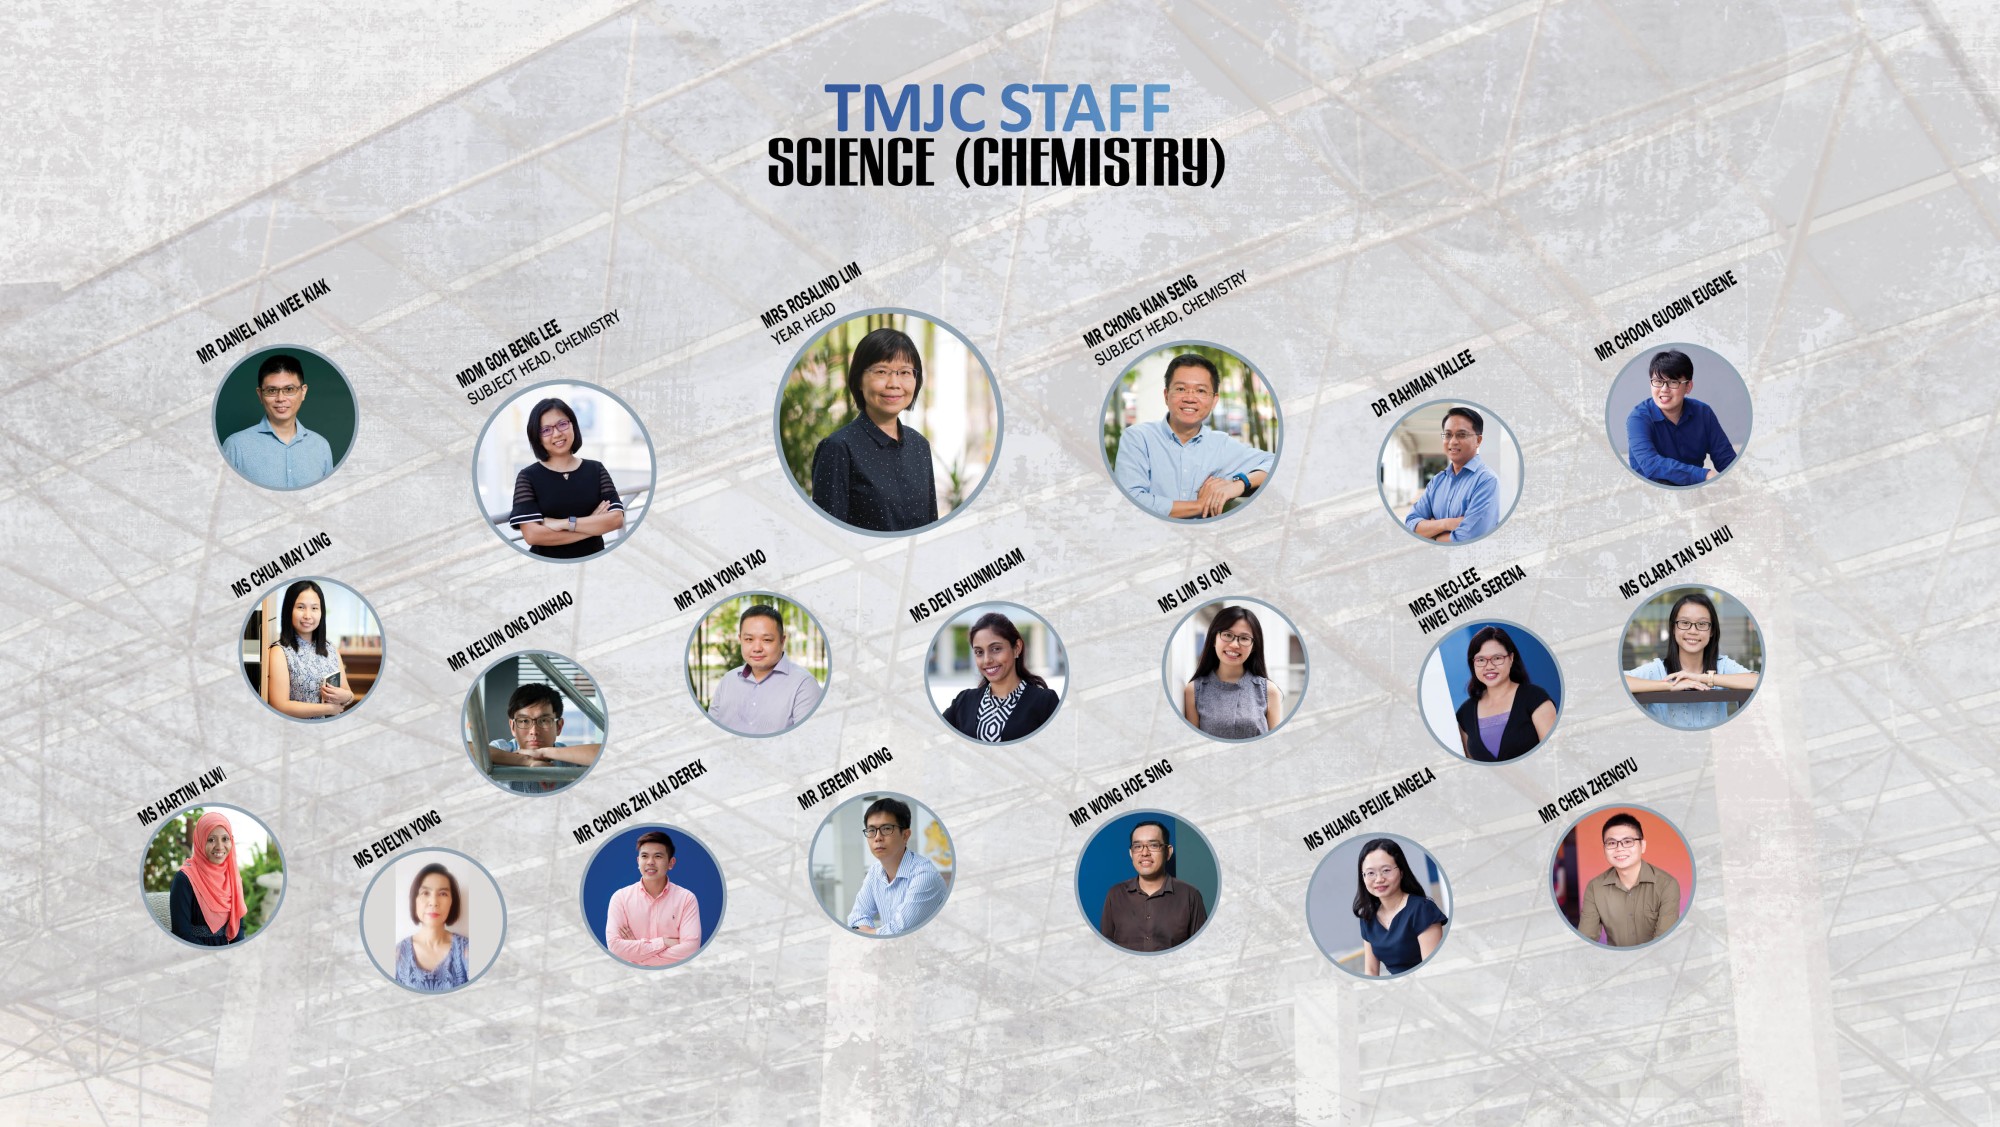 TMJC STAFF
SCIENCE (CHEMISTRY)
MR DANIEL NAH WEE KIAK
MDM GOH BENG LEE
SUBJECT HEAD, CHEMISTRY
MRS ROSALIND LIM
YEAR HEAD
MR CHONG KIAN SENG
SUBJECT HEAD, CHEMISTRY
DR RAHMAN YALLEE
MR CHOON GUOBIN EUGENE
MS CHUA MAY LING
MR KELVIN ONG DUNHAO
MR TAN YONG YAO
MS DEVI SHUNMUGAM
MS LIM SI QIN
MRS NEO-LEE
HWEI CHING SERENA
MS CLARA TAN SU HUI
MS HARTINI ALWI
MS EVELYN YONG
MR CHONG ZHI KAI DEREK
MR JEREMY WONG
MR WONG HOE SING
MS HUANG PEIJIE ANGELA
MR CHEN ZHENGYU